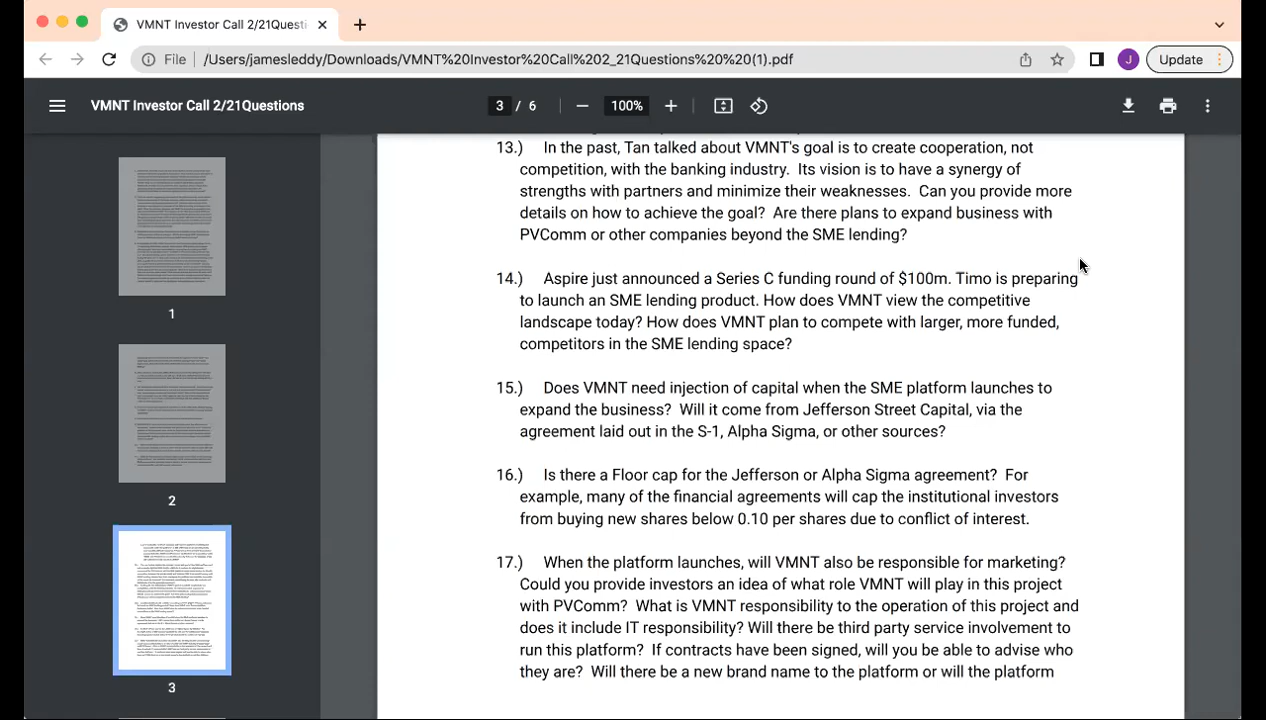 VMNT Investor Call 2/21Questi
File
/Users/jamesleddy/Downloads/VMNT%20Investor%20Call%202_21Questions%20%20(1).pdf
J
Update
VMNT Investor Call 2/21Questions
3 / 6
100%
1
2
3
13.) In the past, Tan talked about VMNT's goal is to create cooperation, not
competition, with the banking industry. Its vision is to have a synergy of
strengths with partners and minimize their weaknesses. Can you provide more
details on how to achieve the goal? Are there plans to expand business with
PVComm or other companies beyond the SME lending?
14.) Aspire just announced a Series C funding round of $100m. Timo is preparing
to launch an SME lending product. How does VMNT view the competitive
landscape today? How does VMNT plan to compete with larger, more funded,
competitors in the SME lending space?
15.) Does VMNT need injection of capital when the SME platform launches to
expand the business? Will it come from Jefferson Street Capital, via the
agreement laid out in the S-1, Alpha Sigma, or other sources?
16.) Is there a Floor cap for the Jefferson or Alpha Sigma agreement? For
example, many of the financial agreements will cap the institutional investors
from buying new shares below 0.10 per shares due to conflict of interest.
17.) When the platform launches, will VMNT also be responsible for marketing?
Could you provide investors an idea of what role VMNT will play in this project
with PVComm? What is VMNT responsibility to the operation of this project and
does it include IT responsibility? Will there be third party service involvement to
run this platform? If contracts have been signed, will you be able to advise who
they are? Will there be a new brand name to the platform or will the platform